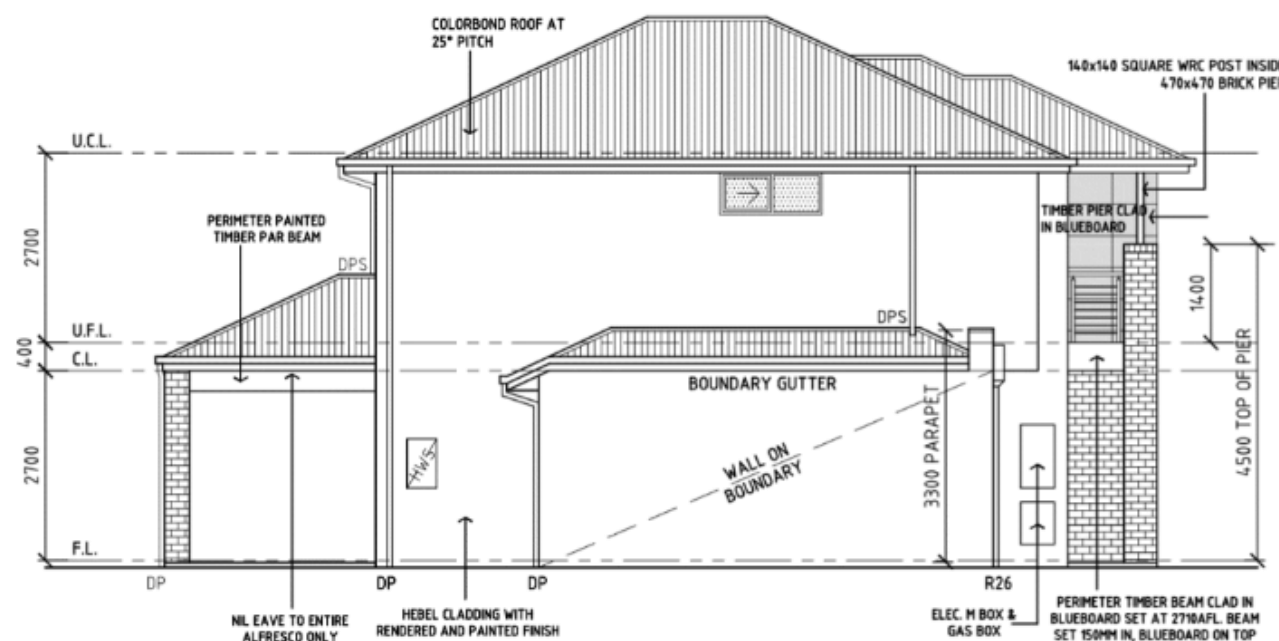 COLORBOND ROOF AT
25° PITCH
140x140 SQUARE WRC POST INSID
470x470 BRICK PIE
U.C.L.
PERIMETER PAINTED
TIMBER PAR BEAM
TIMBER PIER CLAD
IN BLUEBOARD
2700
DPS
1400
U.F.L.
DPS
400
C.L.
BOUNDARY GUTTER
2700
HWS
WALL ON
BOUNDARY
3300 PARAPET
4500 TOP OF PIER
F.L.
DP
DP
DP
R26
NIL EAVE TO ENTIRE
ALFRESCO ONLY
HEBEL CLADDING WITH
RENDERED AND PAINTED FINISH
ELEC. M BOX &
GAS BOX
PERIMETER TIMBER BEAM CLAD IN
BLUEBOARD SET AT 2710AFL. BEAM
SET 150MM IN, BLUEBOARD ON TOP